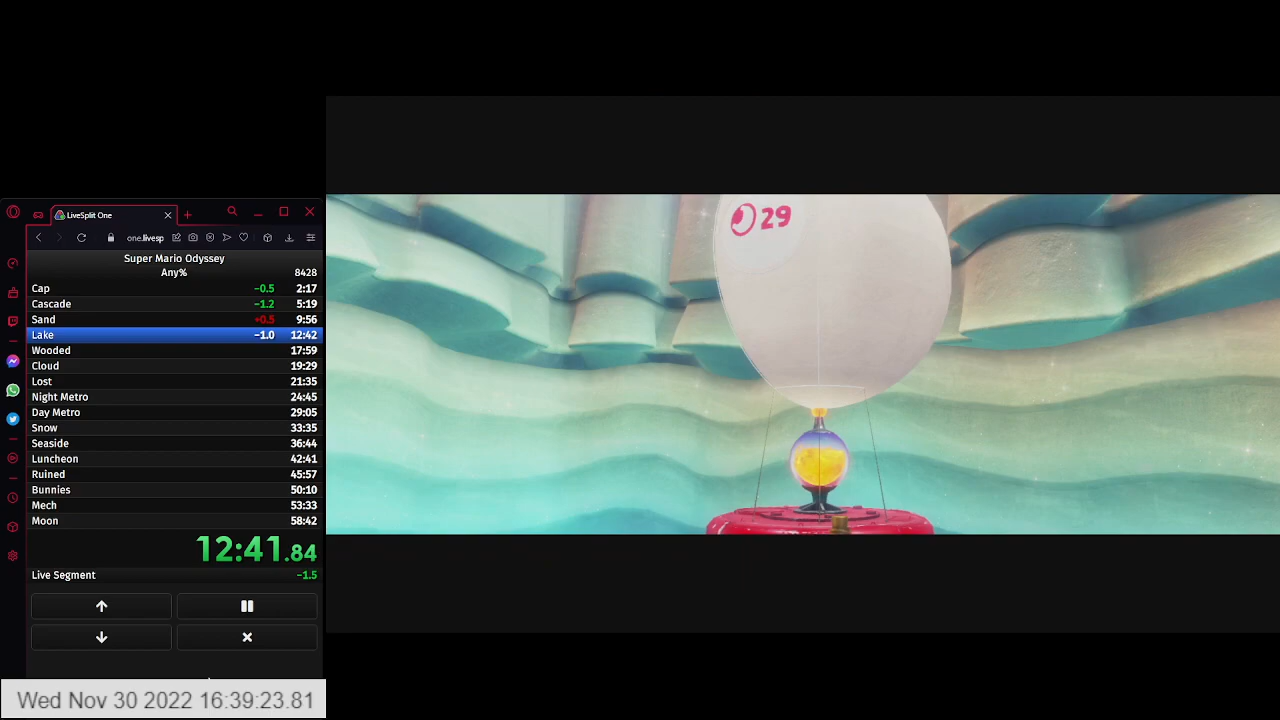 LiveSplit One
one.livesp
Super Mario Odyssey
Any% 8428
Cap −0.5 2:17
Cascade −1.2 5:19
Sand +0.5 9:56
Lake −1.0 12:42
Wooded 17:59
Cloud 19:29
Lost 21:35
Night Metro 24:45
Day Metro 29:05
Snow 33:35
Seaside 36:44
Luncheon 42:41
Ruined 45:57
Bunnies 50:10
Mech 53:33
Moon 58:42
12:41.84
Live Segment −1.5
Wed Nov 30 2022 16:39:23.81
29